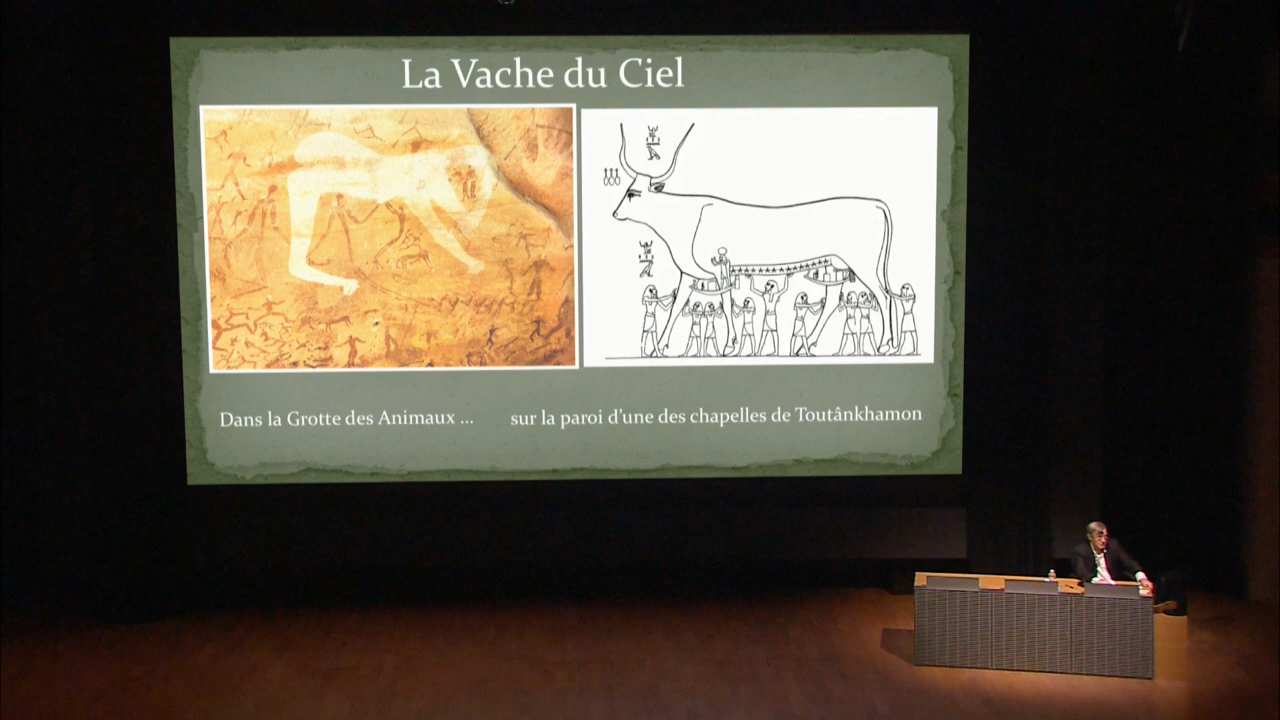 La Vache du Ciel
Dans la Grotte des Animaux ...
sur la paroi d'une des chapelles de Toutânkhamon